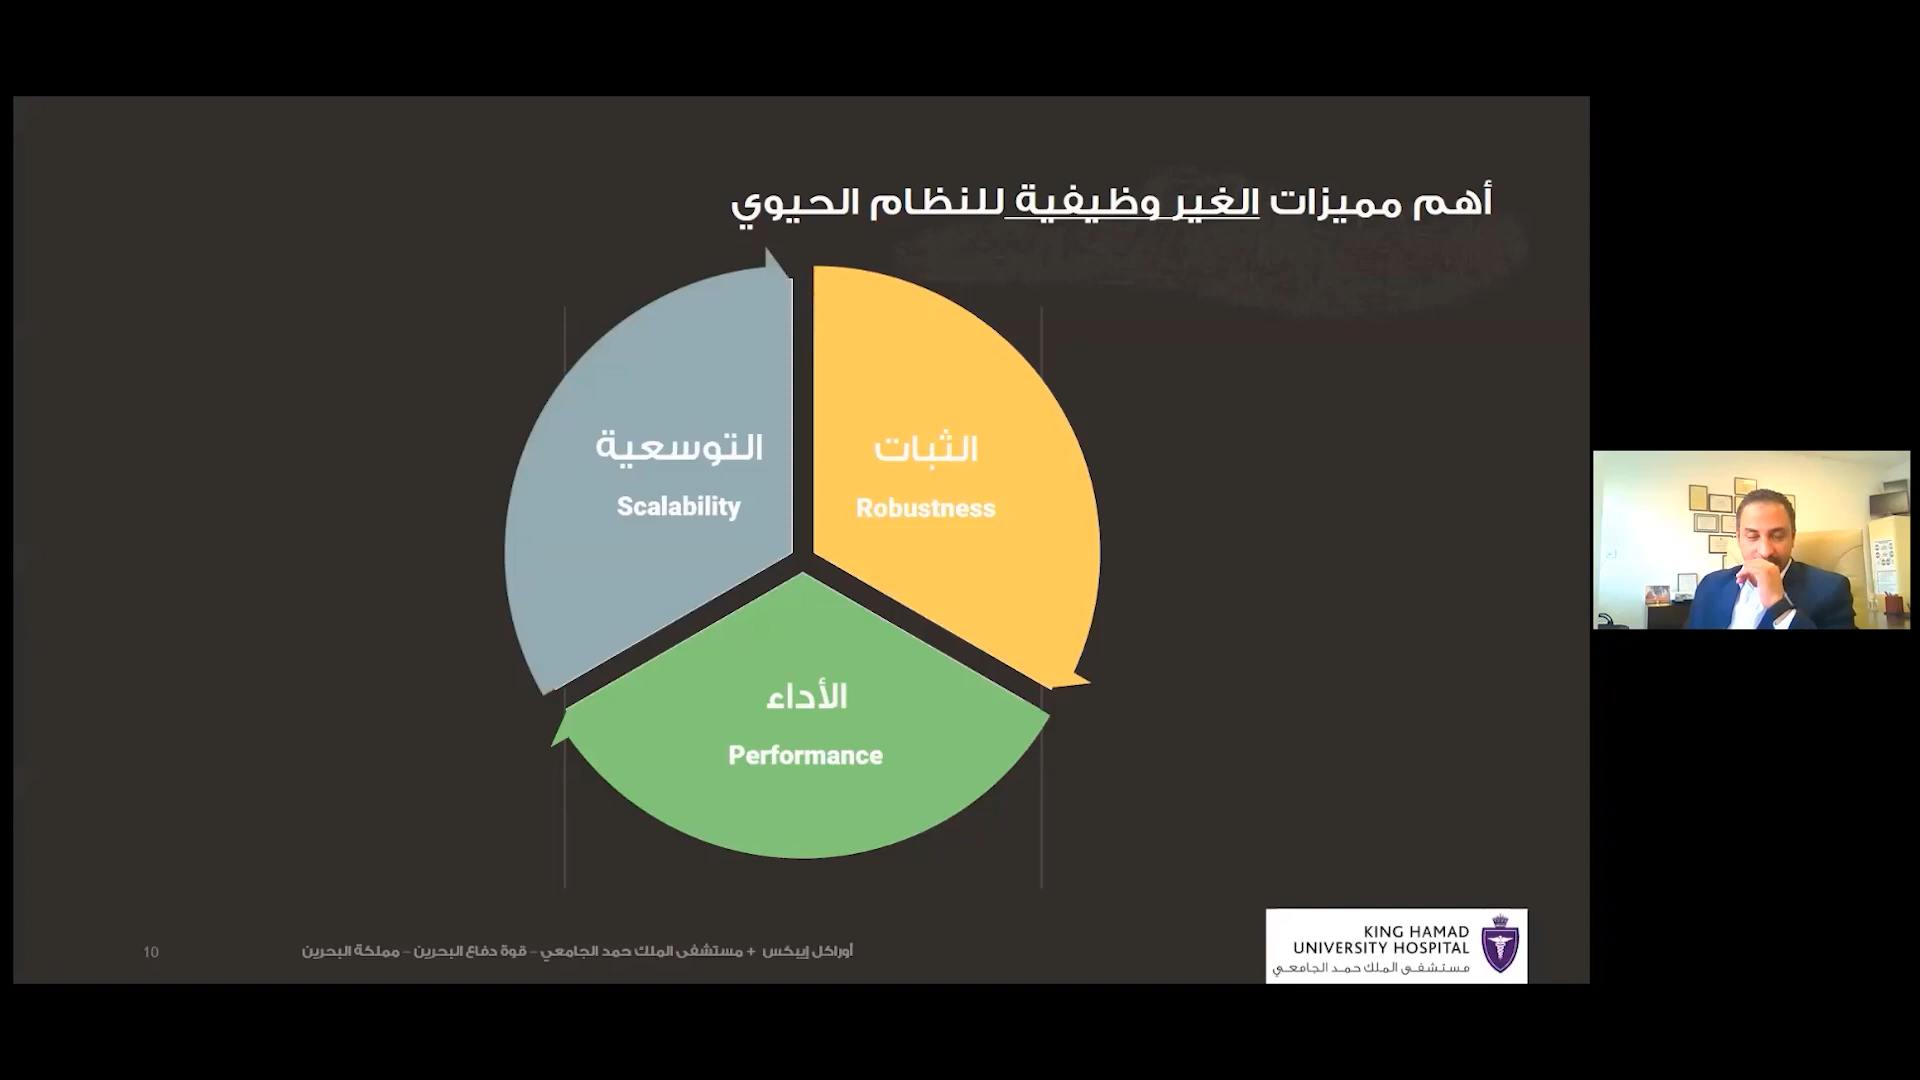 أهم مميزات الغير وظيفية للنظام الحيوي
الثبات
Robustness
التوسعية
Scalability
الأداء
Performance
KING HAMAD
UNIVERSITY HOSPITAL
مستشفى الملك حمد الجامعي
أوراكل إيبكس + مستشفى الملك حمد الجامعي – قوة دفاع البحرين – مملكة البحرين
10